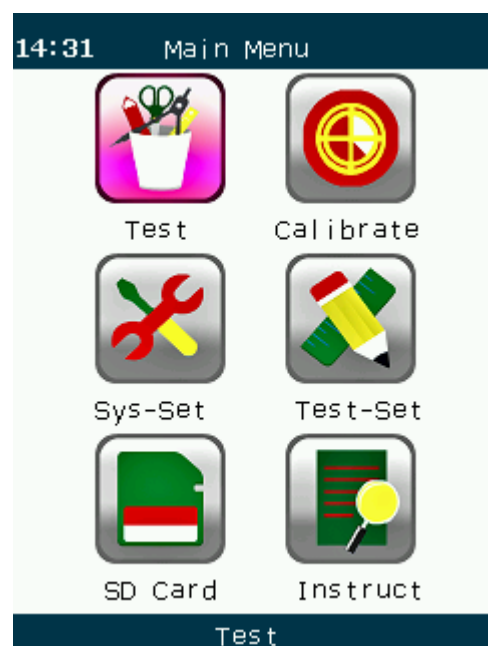 14:31 Main Menu
Test Calibrate
Sys-Set Test-Set
SD Card Instruct
Test